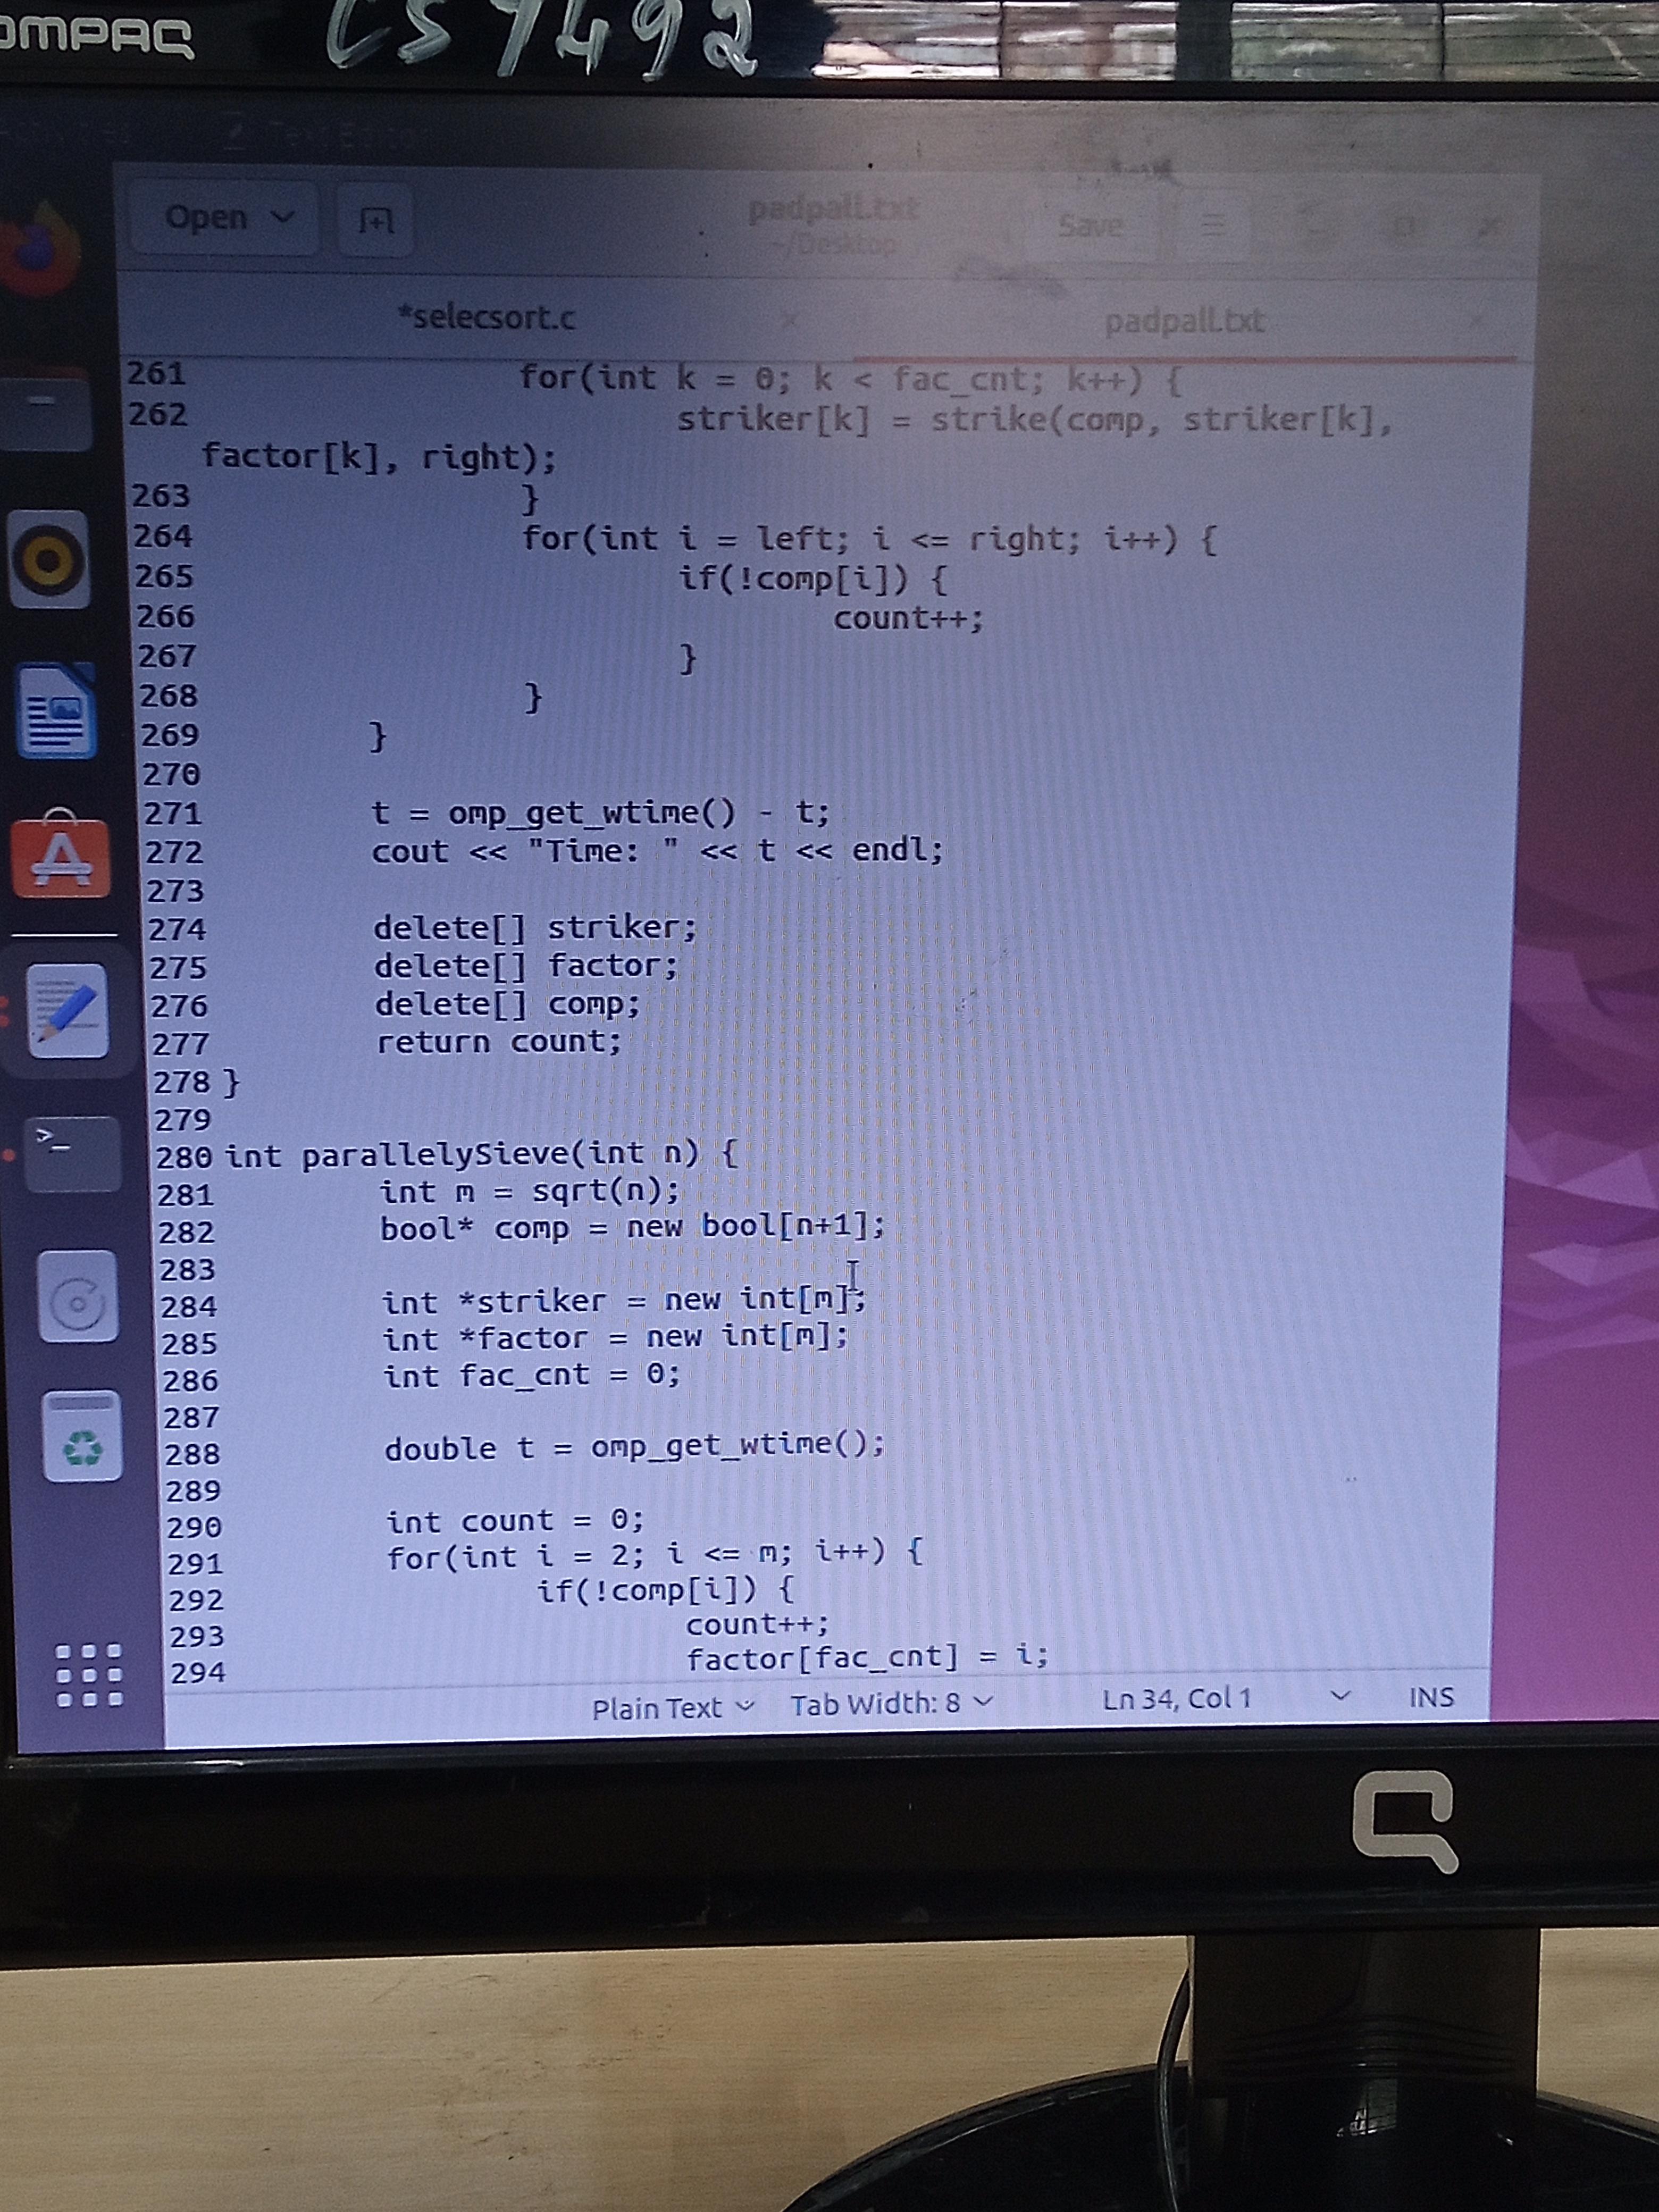 COMPAQ
CS7492
Text Editor
Open
padpall.txt
~/Desktop
Save
*selecsort.c
padpall.txt
261 for(int k = 0; k < fac_cnt; k++) {
262 striker[k] = strike(comp, striker[k],
factor[k], right);
263 }
264 for(int i = left; i <= right; i++) {
265 if(!comp[i]) {
266 count++;
267 }
268 }
269 }
270
271 t = omp_get_wtime() - t;
272 cout << "Time: " << t << endl;
273
274 delete[] striker;
275 delete[] factor;
276 delete[] comp;
277 return count;
278 }
279
280 int parallelySieve(int n) {
281 int m = sqrt(n);
282 bool* comp = new bool[n+1];
283
284 int *striker = new int[m];
285 int *factor = new int[m];
286 int fac_cnt = 0;
287
288 double t = omp_get_wtime();
289
290 int count = 0;
291 for(int i = 2; i <= m; i++) {
292 if(!comp[i]) {
293 count++;
294 factor[fac_cnt] = i;
Plain Text Tab Width: 8 Ln 34, Col 1 INS